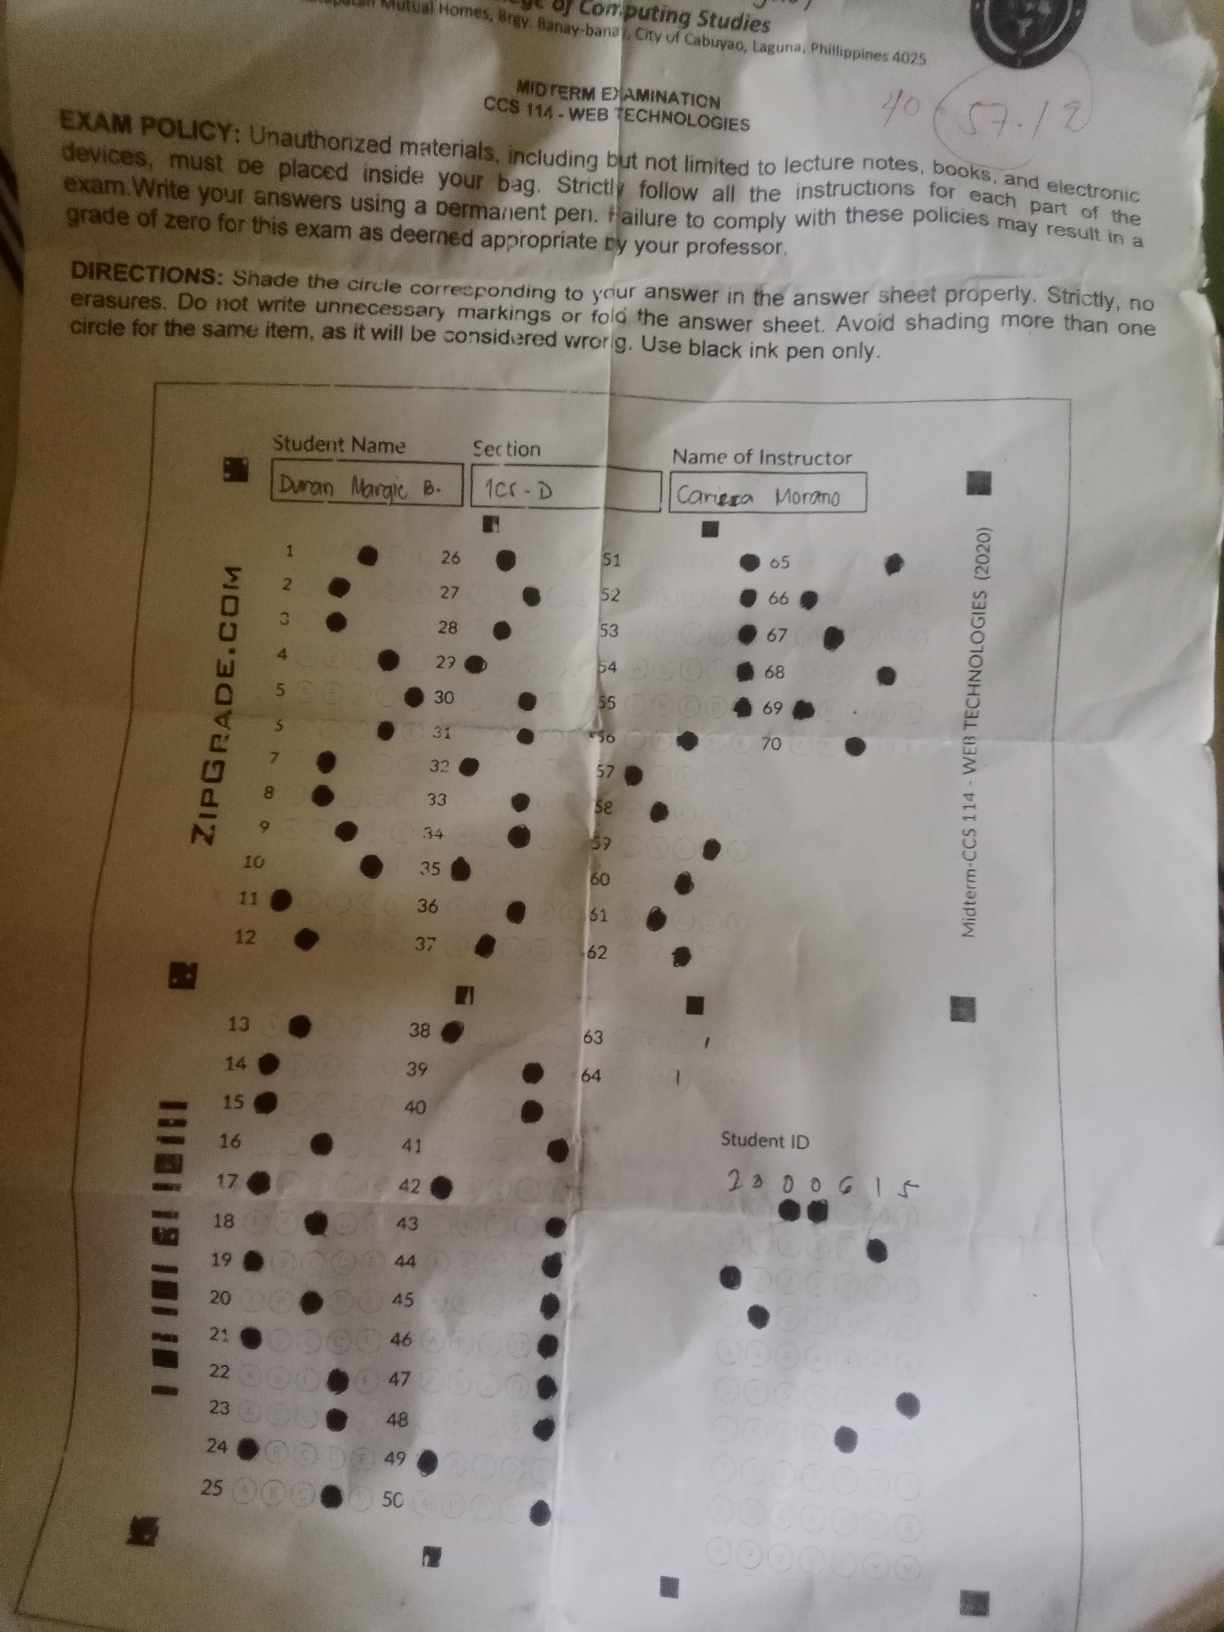 of Computing Studies
Mutual Homes, Brgy. Banay-banay, City of Cabuyao, Laguna, Phillippines 4025
MIDTERM EXAMINATION
CCS 114 - WEB TECHNOLOGIES
40 57.12
EXAM POLICY: Unauthorized materials, including but not limited to lecture notes, books, and electronic
devices, must be placed inside your bag. Strictly follow all the instructions for each part of the
exam.Write your answers using a permanent pen. Failure to comply with these policies may result in a
grade of zero for this exam as deemed appropriate by your professor.
DIRECTIONS: Shade the circle corresponding to your answer in the answer sheet properly. Strictly, no
erasures. Do not write unnecessary markings or fold the answer sheet. Avoid shading more than one
circle for the same item, as it will be considered wrong. Use black ink pen only.
Student Name Section Name of Instructor
Duran Margie B. 1CS-D Morano
ZIPGRADE.COM
1 26 51 65
2 27 52 66
3 28 53 67
4 29 54 68
5 30 55 69
6 31 56 70
7 32 57
8 33 58
9 34 59
10 35 60
11 36 61
12 37 62
13 38 63
14 39 64
15 40
16 41
17 42
18 43
19 44
20 45
21 46
22 47
23 48
24 49
25 50
Student ID
2 3 0 0 6 1 5
Midterm-CCS 114 - WEB TECHNOLOGIES (2020)